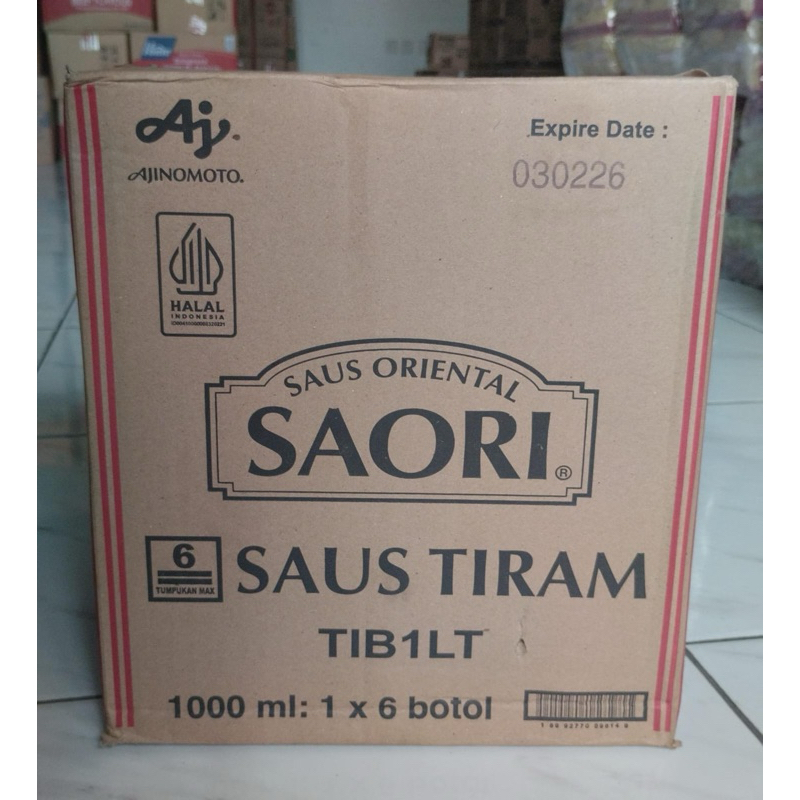 Aj
AJINOMOTO.
Expire Date :
030226
HALAL
INDONESIA
SAUS ORIENTAL
SAORI®
6
TUMPUKAN MAX
SAUS TIRAM
TIB1LT
1000 ml: 1 x 6 botol